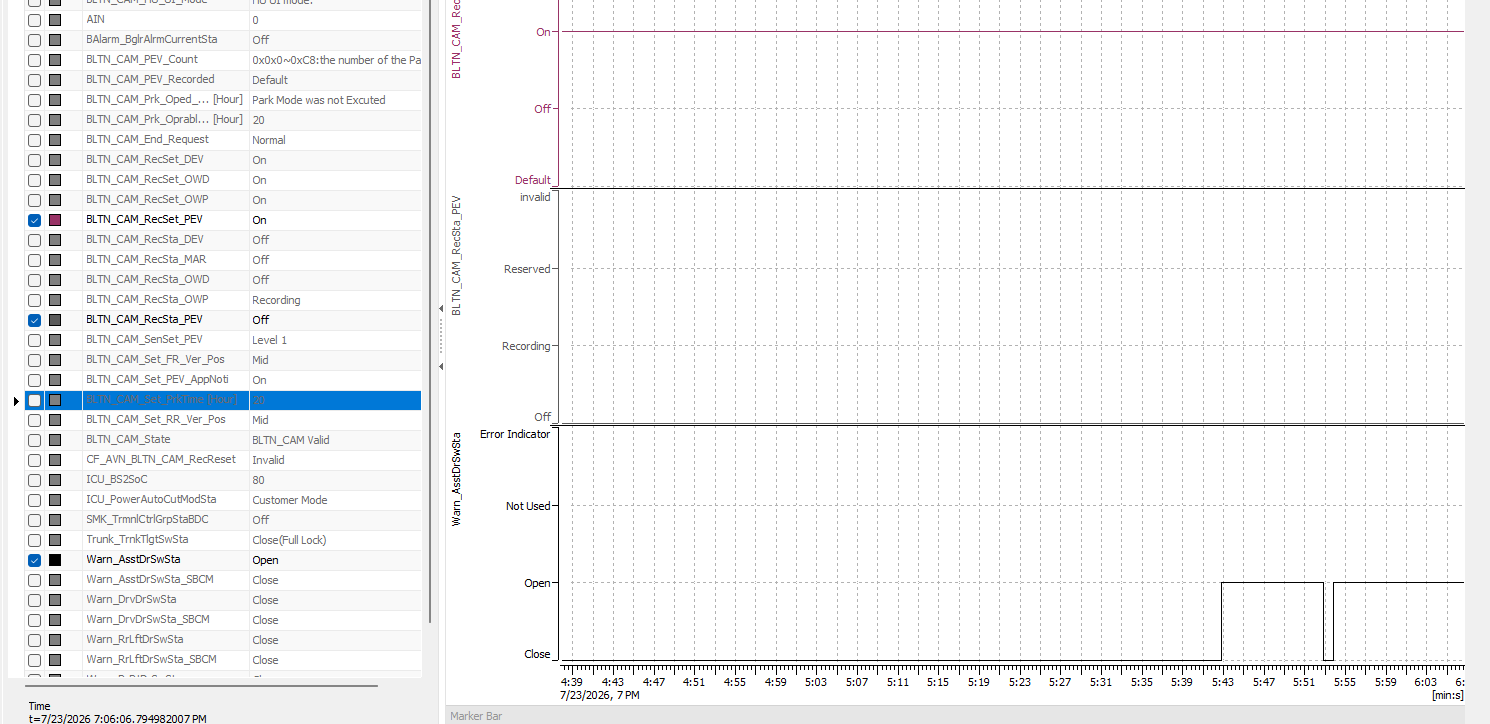 BLTN_CAM_HU_UI_Mode HU UI mode.
AIN 0
BAlarm_BglrAlrmCurrentSta Off
BLTN_CAM_PEV_Count 0x0x0~0xC8:the number of the Pa
BLTN_CAM_PEV_Recorded Default
BLTN_CAM_Prk_Oped_... [Hour] Park Mode was not Excuted
BLTN_CAM_Prk_Oprabl... [Hour] 20
BLTN_CAM_End_Request Normal
BLTN_CAM_RecSet_DEV On
BLTN_CAM_RecSet_OWD On
BLTN_CAM_RecSet_OWP On
BLTN_CAM_RecSet_PEV On
BLTN_CAM_RecSta_DEV Off
BLTN_CAM_RecSta_MAR Off
BLTN_CAM_RecSta_OWD Off
BLTN_CAM_RecSta_OWP Recording
BLTN_CAM_RecSta_PEV Off
BLTN_CAM_SenSet_PEV Level 1
BLTN_CAM_Set_FR_Ver_Pos Mid
BLTN_CAM_Set_PEV_AppNoti On
BLTN_CAM_Set_PrkTime [Hour] 20
BLTN_CAM_Set_RR_Ver_Pos Mid
BLTN_CAM_State BLTN_CAM Valid
CF_AVN_BLTN_CAM_RecReset Invalid
ICU_BS2SoC 80
ICU_PowerAutoCutModSta Customer Mode
SMK_TrmnlCtrlGrpStaBDC Off
Trunk_TrnkTlgtSwSta Close(Full Lock)
Warn_AsstDrSwSta Open
Warn_AsstDrSwSta_SBCM Close
Warn_DrvDrSwSta Close
Warn_DrvDrSwSta_SBCM Close
Warn_RrLftDrSwSta Close
Warn_RrLftDrSwSta_SBCM Close
Time
t=7/23/2026 7:06:06.794982007 PM
BLTN_CAM_Rec
On
Off
Default
BLTN_CAM_RecSta_PEV
invalid
Reserved
Recording
Off
Warn_AsstDrSwSta
Error Indicator
Not Used
Open
Close
4:39 4:43 4:47 4:51 4:55 4:59 5:03 5:07 5:11 5:15 5:19 5:23 5:27 5:31 5:35 5:39 5:43 5:47 5:51 5:55 5:59 6:03 6:
7/23/2026, 7 PM [min:s]
Marker Bar